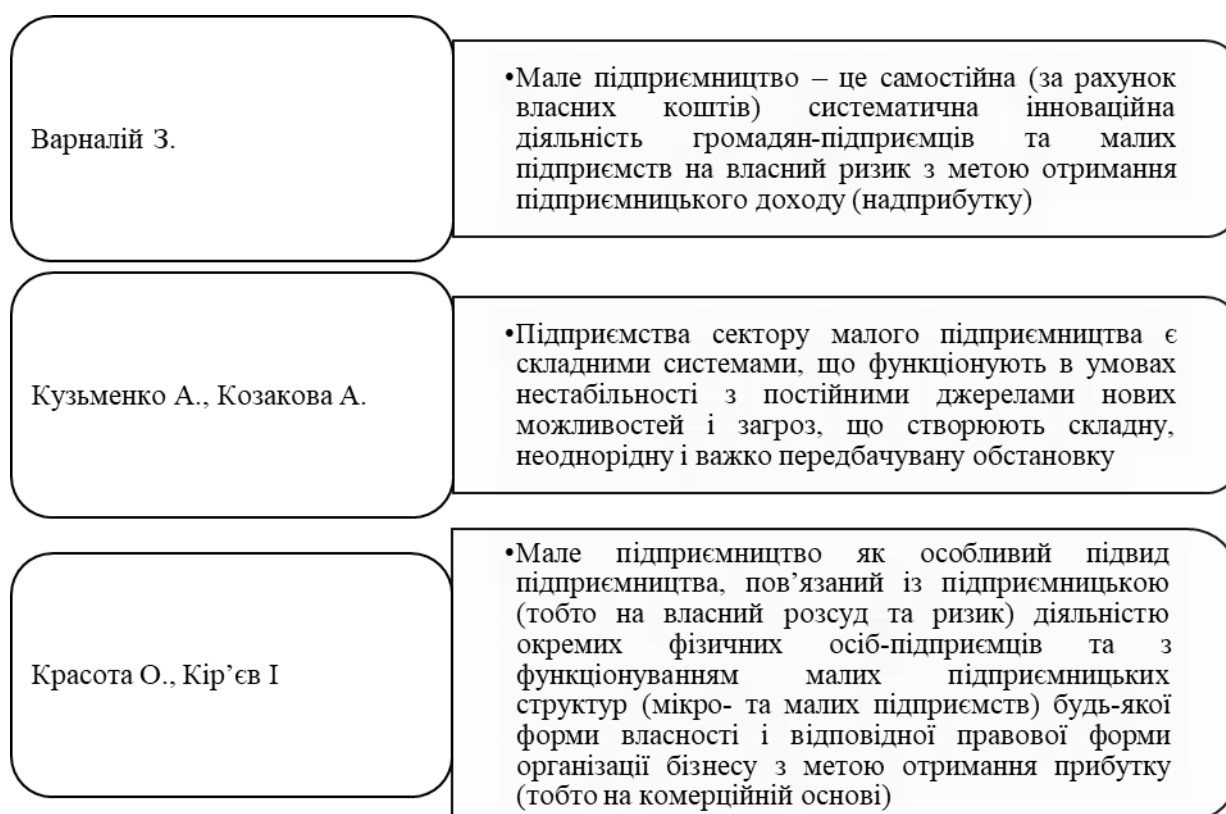 Варналій З.
•Мале підприємництво – це самостійна (за рахунок
власних коштів) систематична інноваційна
діяльність громадян-підприємців та малих
підприємств на власний ризик з метою отримання
підприємницького доходу (надприбутку)
Кузьменко А., Козакова А.
•Підприємства сектору малого підприємництва є
складними системами, що функціонують в умовах
нестабільності з постійними джерелами нових
можливостей і загроз, що створюють складну,
неоднорідну і важко передбачувану обстановку
Красота О., Кір’єв І
•Мале підприємництво як особливий підвид
підприємництва, пов’язаний із підприємницькою
(тобто на власний розсуд та ризик) діяльністю
окремих фізичних осіб-підприємців та з
функціонуванням малих підприємницьких
структур (мікро- та малих підприємств) будь-якої
форми власності і відповідної правової форми
організації бізнесу з метою отримання прибутку
(тобто на комерційній основі)